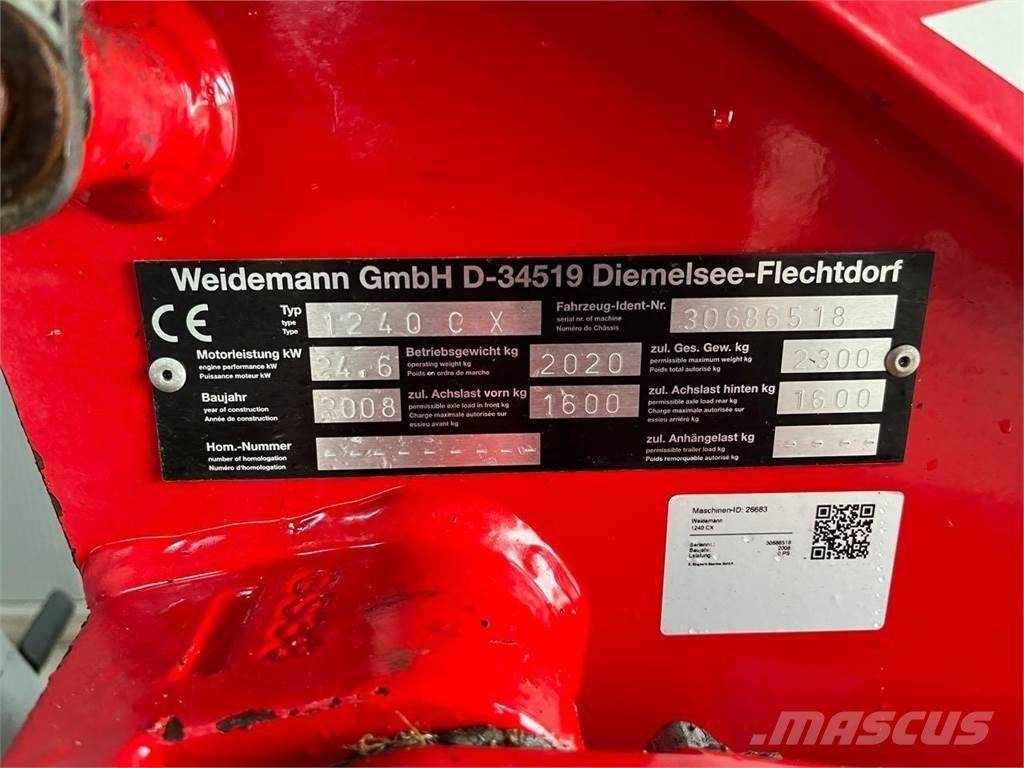 Weidemann GmbH D-34519 Diemelsee-Flechtdorf
CE
Typ
type
Type
1240 CX
Fahrzeug-Ident-Nr.
serial nr. of machine
Numéro de Châssis
30686518
Motorleistung kW
engine performance kW
Puissance moteur kW
24.6
Betriebsgewicht kg
operating weight kg
Poids en ordre de marche
2020
zul. Ges. Gew. kg
permissible maximum weight kg
Poids total autorisé kg
2300
Baujahr
year of construction
Année de construction
2008
zul. Achslast vorn kg
permissible axle load in front kg
Charge maximale autorisée sur
essieu avant kg
1600
zul. Achslast hinten kg
permissible axle load rear kg
Charge maximale autorisée sur
essieu arrière kg
1600
Hom.-Nummer
number of homologation
Numéro d'homologation
- - - - - - - -
zul. Anhängelast kg
permissible trailer load kg
Poids remorquable autorisé kg
- - - -
Maschinen-ID: 26683
Weidemann
1240 CX
Seriennr.: 30686518
Baujahr: 2008
Leistung: 0 PS
MASCUS